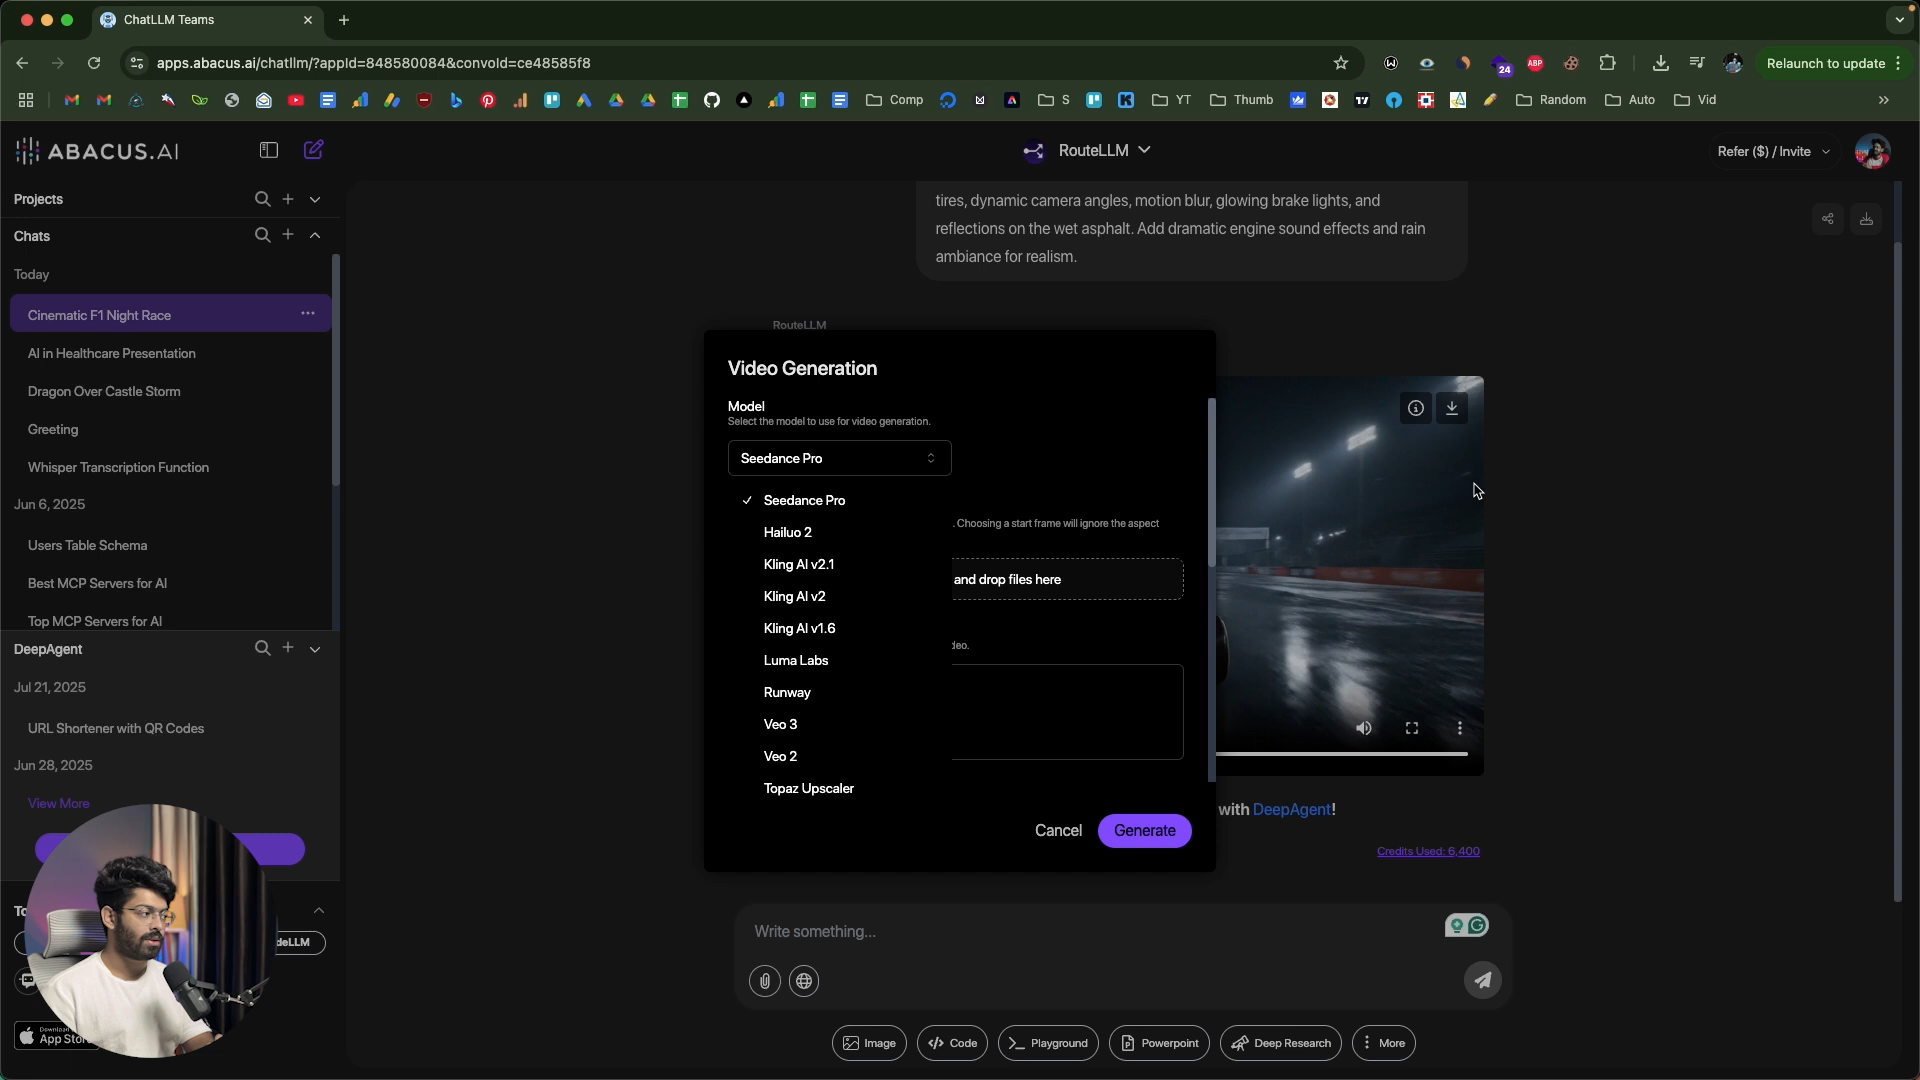 ChatLLM Teams
apps.abacus.ai/chatllm/?appId=848580084&convoId=ce48585f8
24
ABP
Relaunch to update
Comp
S
YT
Thumb
Random
Auto
Vid
ABACUS.AI
RouteLLM
Refer ($) / Invite
Projects
Chats
Today
Cinematic F1 Night Race
AI in Healthcare Presentation
Dragon Over Castle Storm
Greeting
Whisper Transcription Function
Jun 6, 2025
Users Table Schema
Best MCP Servers for AI
Top MCP Servers for AI
DeepAgent
Jul 21, 2025
URL Shortener with QR Codes
Jun 28, 2025
View More
deLLM
Download
App Stor
tires, dynamic camera angles, motion blur, glowing brake lights, and
reflections on the wet asphalt. Add dramatic engine sound effects and rain
ambiance for realism.
RouteLLM
Video Generation
Model
Select the model to use for video generation.
Seedance Pro
Seedance Pro
Hailuo 2
Kling AI v2.1
Kling AI v2
Kling AI v1.6
Luma Labs
Runway
Veo 3
Veo 2
Topaz Upscaler
. Choosing a start frame will ignore the aspect
and drop files here
deo.
Cancel
Generate
with DeepAgent!
Credits Used: 6,400
Write something...
Image
Code
Playground
Powerpoint
Deep Research
More